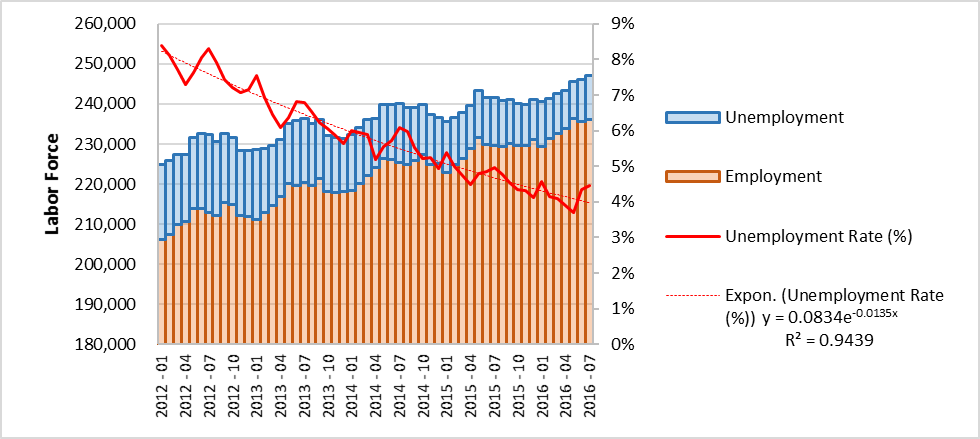 260,000
250,000
240,000
230,000
220,000
210,000
200,000
190,000
180,000
Labor Force
9%
8%
7%
6%
5%
4%
3%
2%
1%
0%
2012 - 01
2012 - 04
2012 - 07
2012 - 10
2013 - 01
2013 - 04
2013 - 07
2013 - 10
2014 - 01
2014 - 04
2014 - 07
2014 - 10
2015 - 01
2015 - 04
2015 - 07
2015 - 10
2016 - 01
2016 - 04
2016 - 07
Unemployment
Employment
Unemployment Rate (%)
Expon. (Unemployment Rate
(%)) y = 0.0834e^-0.0135x
R² = 0.9439